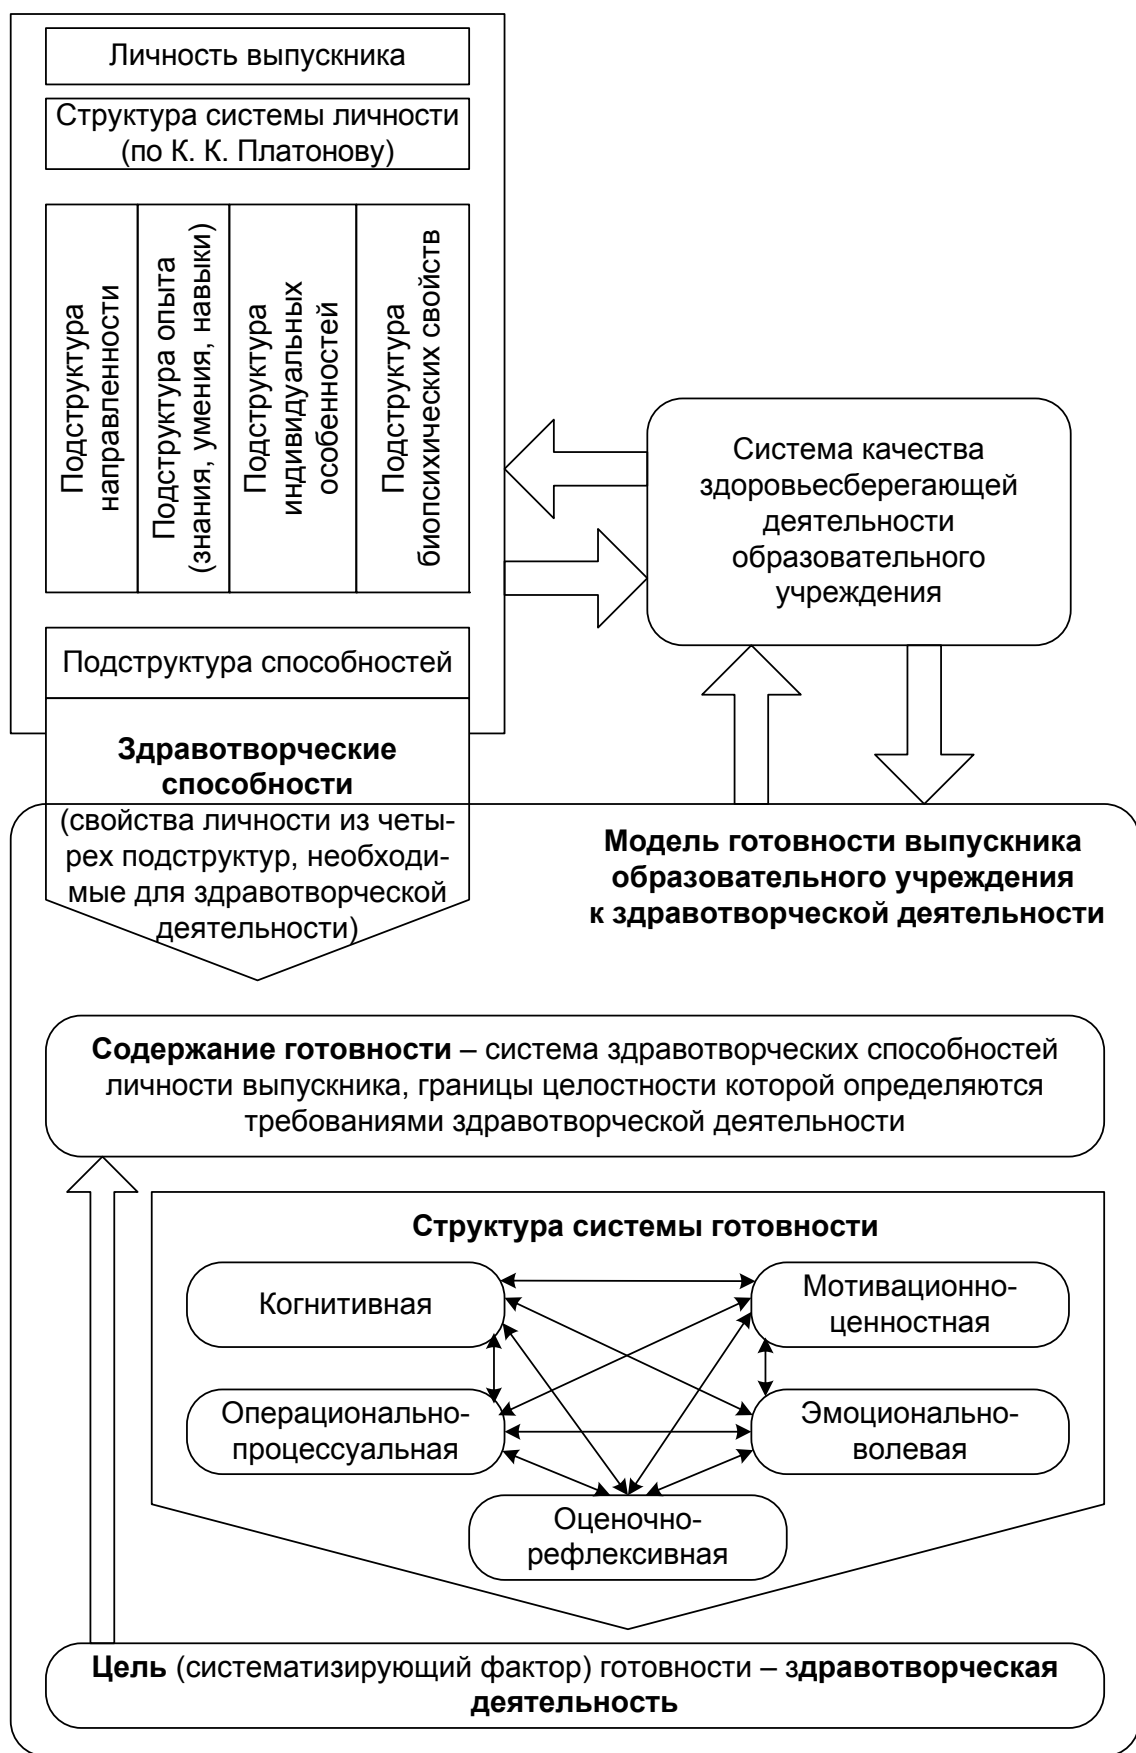 Личность выпускника
Структура системы личности
(по К. К. Платонову)
Подструктура
направленности
Подструктура опыта
(знания, умения, навыки)
Подструктура
индивидуальных
особенностей
Подструктура
биопсихических свойств
Система качества
здоровьесберегающей
деятельности
образовательного
учреждения
Подструктура способностей
Здравотворческие
способности
(свойства личности из четы-
рех подструктур, необходи-
мые для здравотворческой
деятельности)
Модель готовности выпускника
образовательного учреждения
к здравотворческой деятельности
Содержание готовности – система здравотворческих способностей
личности выпускника, границы целостности которой определяются
требованиями здравотворческой деятельности
Структура системы готовности
Когнитивная
Мотивационно-
ценностная
Операционально-
процессуальная
Эмоционально-
волевая
Оценочно-
рефлексивная
Цель (систематизирующий фактор) готовности – здравотворческая
деятельность